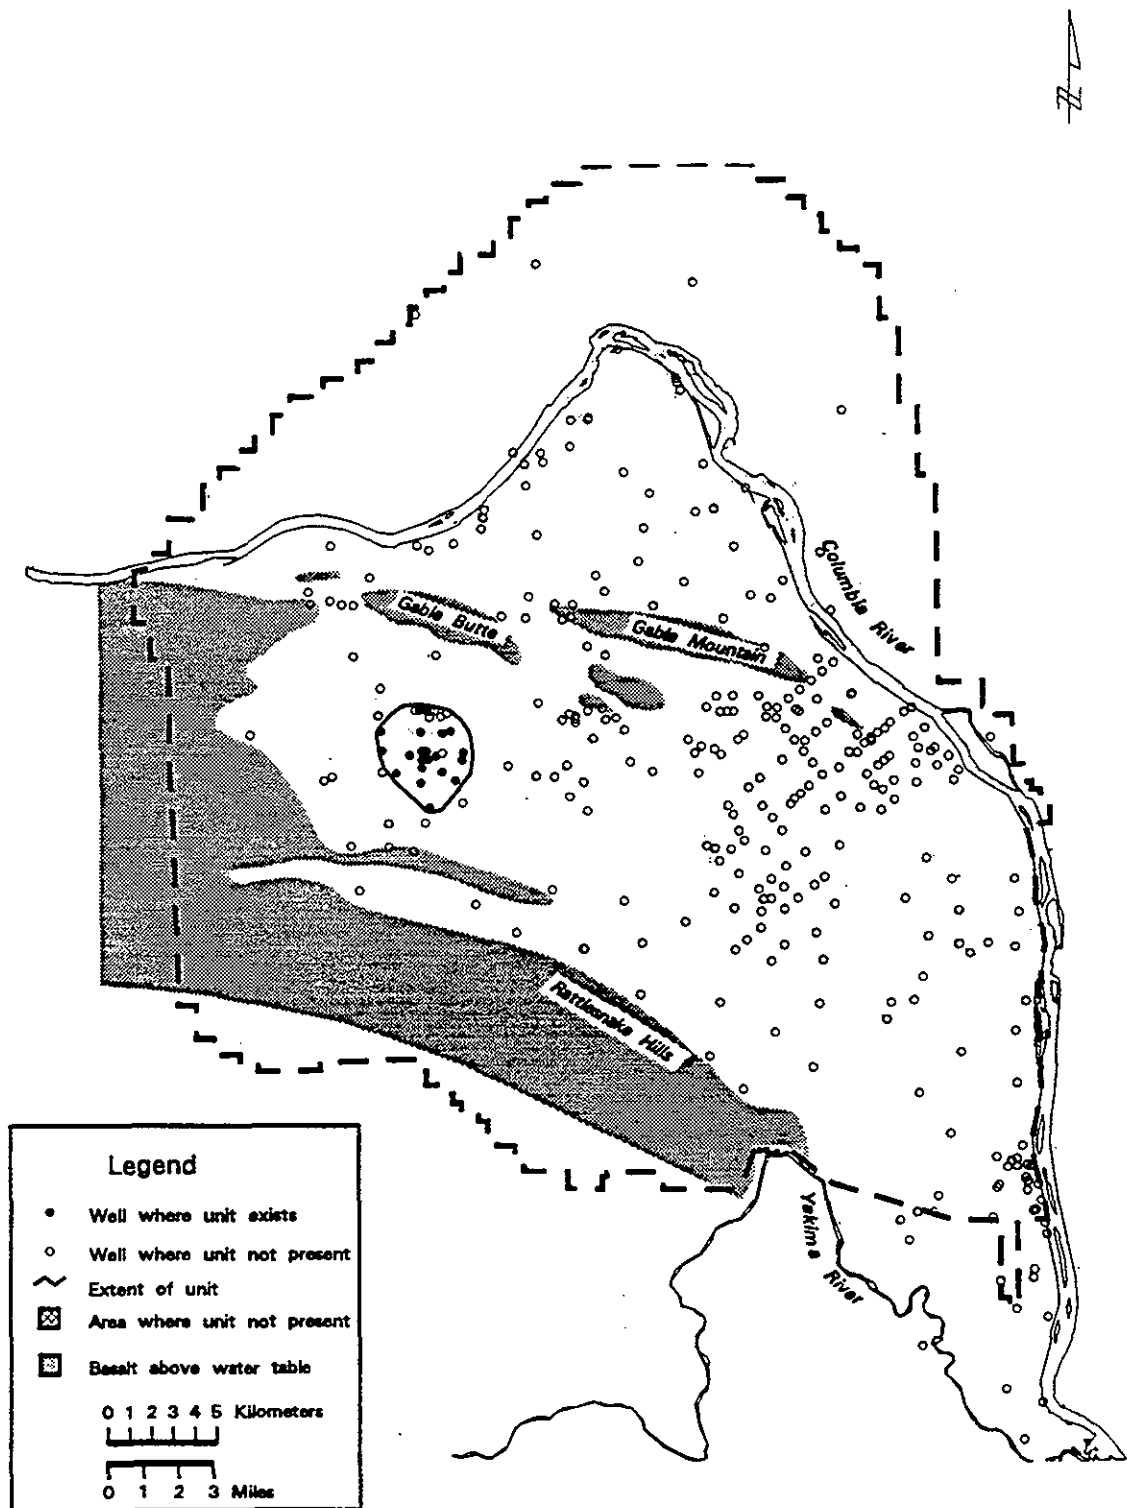 N
Columbia River
Gable Butte
Gable Mountain
Rattlesnake Hills
Yakima River
Legend
Well where unit exists
Well where unit not present
Extent of unit
Area where unit not present
Basalt above water table
0 1 2 3 4 5 Kilometers
0 1 2 3 Miles